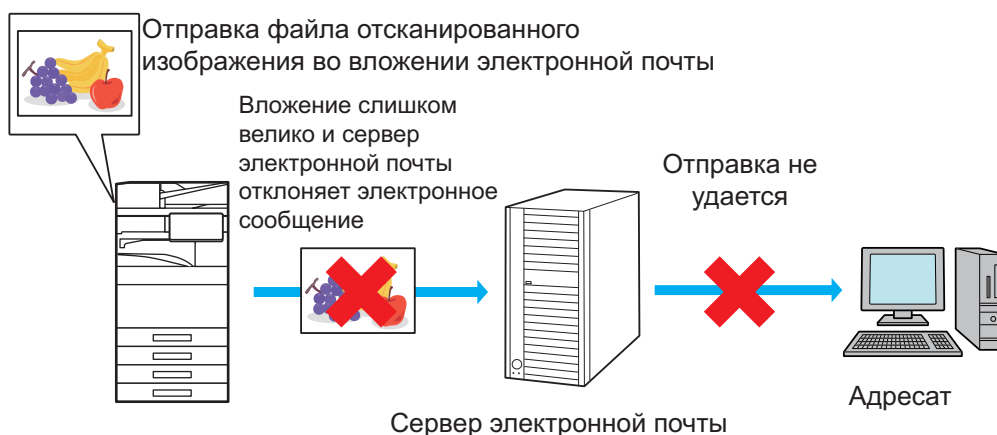 Отправка файла отсканированного
изображения во вложении электронной почты
Вложение слишком
велико и сервер
электронной почты
отклоняет электронное
сообщение
Отправка не
удается
Адресат
Сервер электронной почты